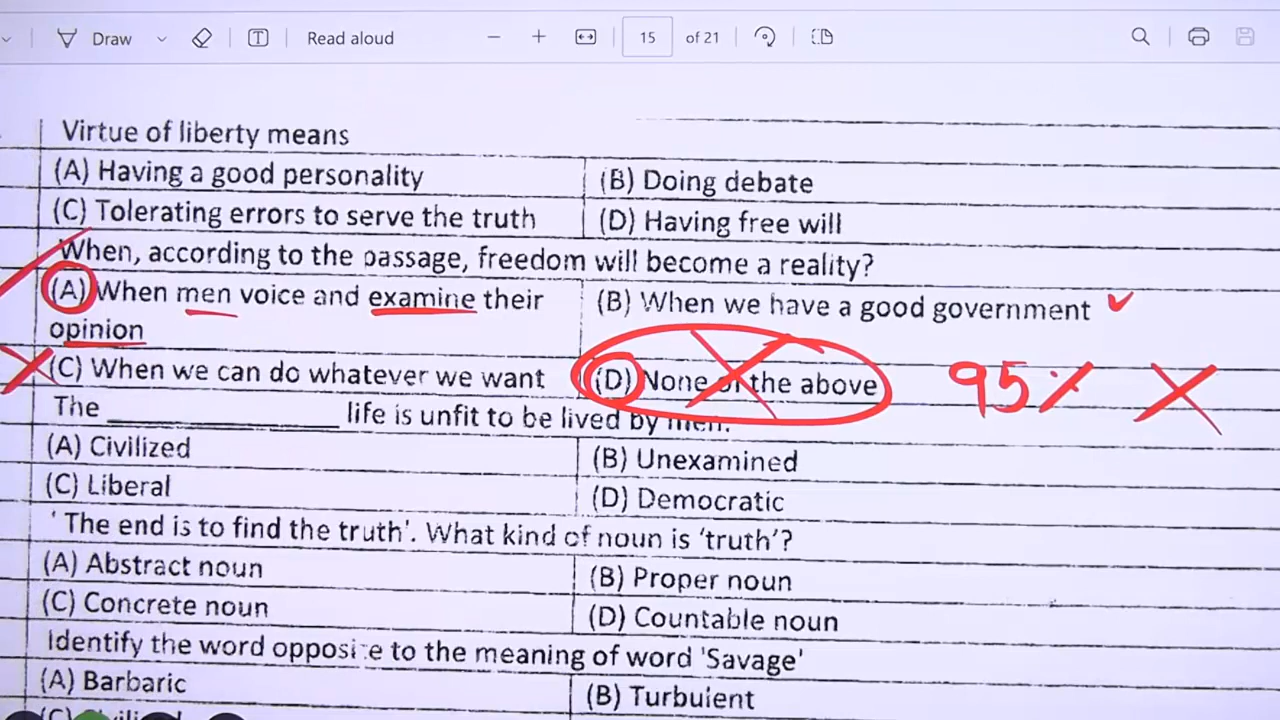 Draw
Read aloud
15 of 21
Virtue of liberty means
(A) Having a good personality (B) Doing debate
(C) Tolerating errors to serve the truth (D) Having free will
When, according to the passage, freedom will become a reality?
(A) When men voice and examine their (B) When we have a good government
opinion
(C) When we can do whatever we want (D) None of the above 95%
The ________________ life is unfit to be lived by men.
(A) Civilized (B) Unexamined
(C) Liberal (D) Democratic
' The end is to find the truth'. What kind of noun is 'truth'?
(A) Abstract noun (B) Proper noun
(C) Concrete noun (D) Countable noun
Identify the word opposite to the meaning of word 'Savage'
(A) Barbaric (B) Turbulent